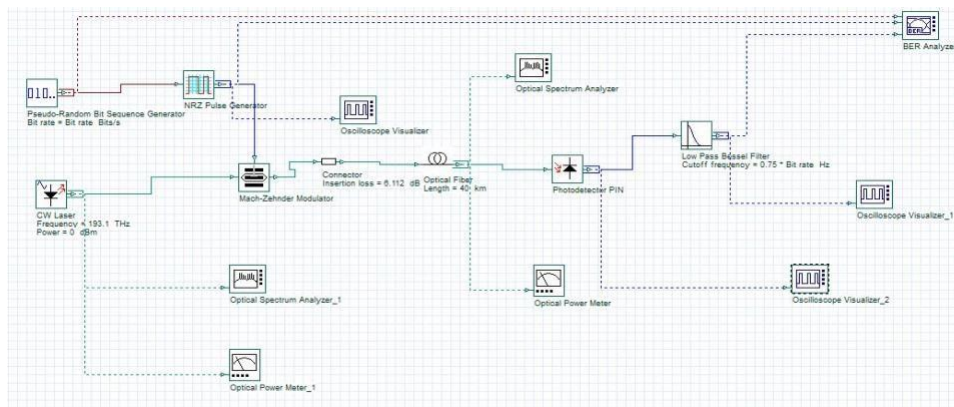 BER
BER Analyze
Optical Spectrum Analyzer
010..
NRZ Pulse Generator
Pseudo-Random Bit Sequence Generator
Bit rate = Bit rate Bits/s
Oscilloscope Visualizer
Low Pass Bessel Filter
Cutoff frequency = 0.75 * Bit rate Hz
Connector
Insertion loss = 6.112 dB
Optical Fiber
Length = 40 km
Photodetector PIN
Mach-Zehnder Modulator
CW Laser
Frequency = 193.1 THz
Power = 0 dBm
Oscilloscope Visualizer_1
Optical Spectrum Analyzer_1
Optical Power Meter
Oscilloscope Visualizer_2
Optical Power Meter_1